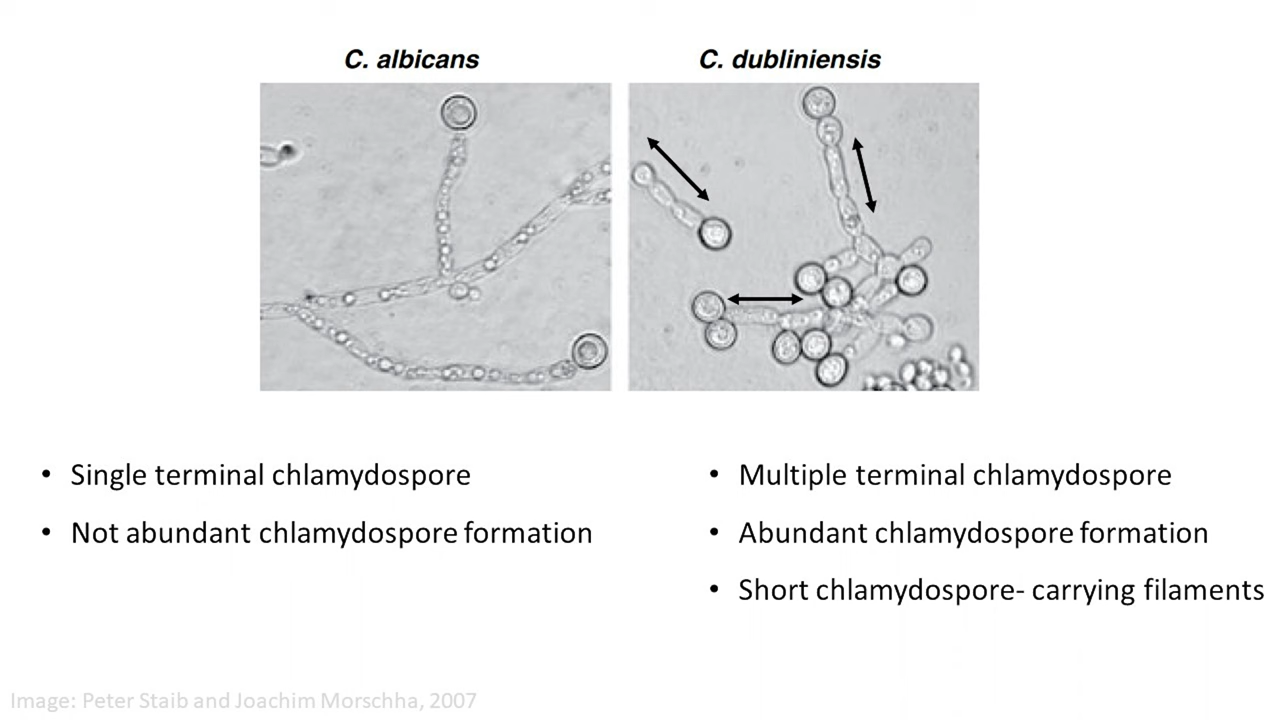 C. albicans
C. dubliniensis
• Single terminal chlamydospore
• Not abundant chlamydospore formation
• Multiple terminal chlamydospore
• Abundant chlamydospore formation
• Short chlamydospore- carrying filaments
Image: Peter Staib and Joachim Morschha, 2007